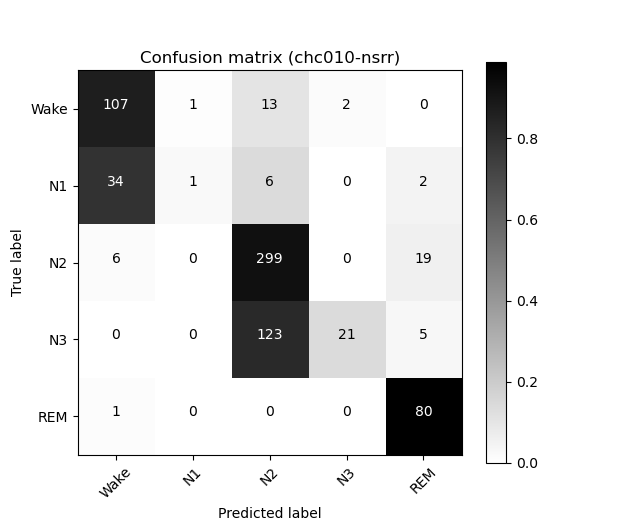 Confusion matrix (chc010-nsrr)
Wake 107 1 13 2 0
N1 34 1 6 0 2
N2 6 0 299 0 19
N3 0 0 123 21 5
REM 1 0 0 0 80
Wake N1 N2 N3 REM
Predicted label
True label
0.8
0.6
0.4
0.2
0.0